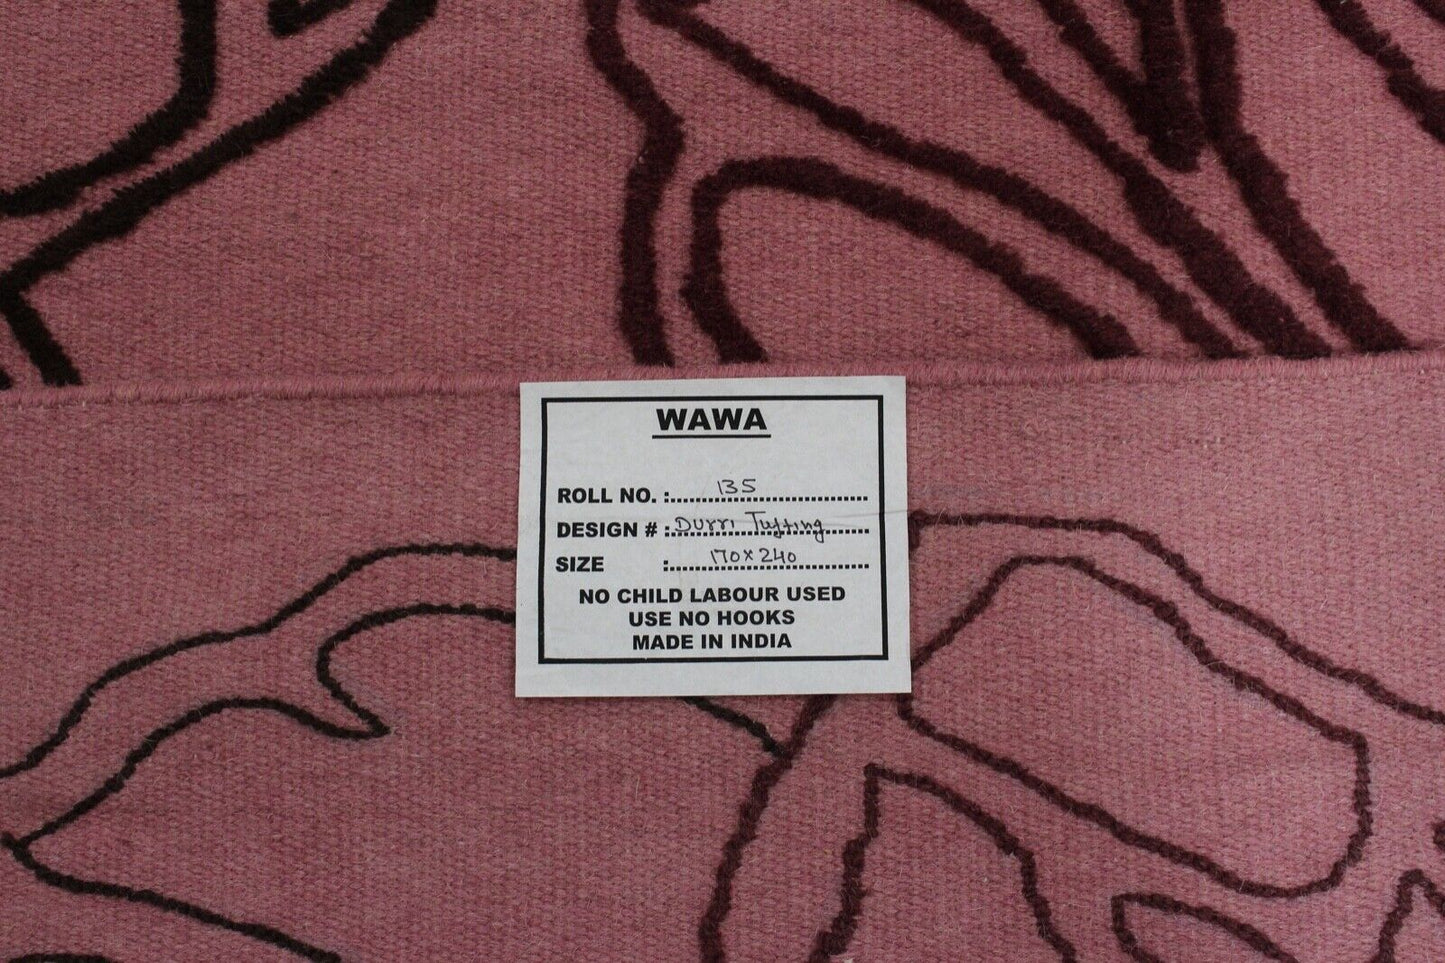 WAWA
ROLL NO. : 135
DESIGN # : Durri Tufting
SIZE : 170x240
NO CHILD LABOUR USED
USE NO HOOKS
MADE IN INDIA